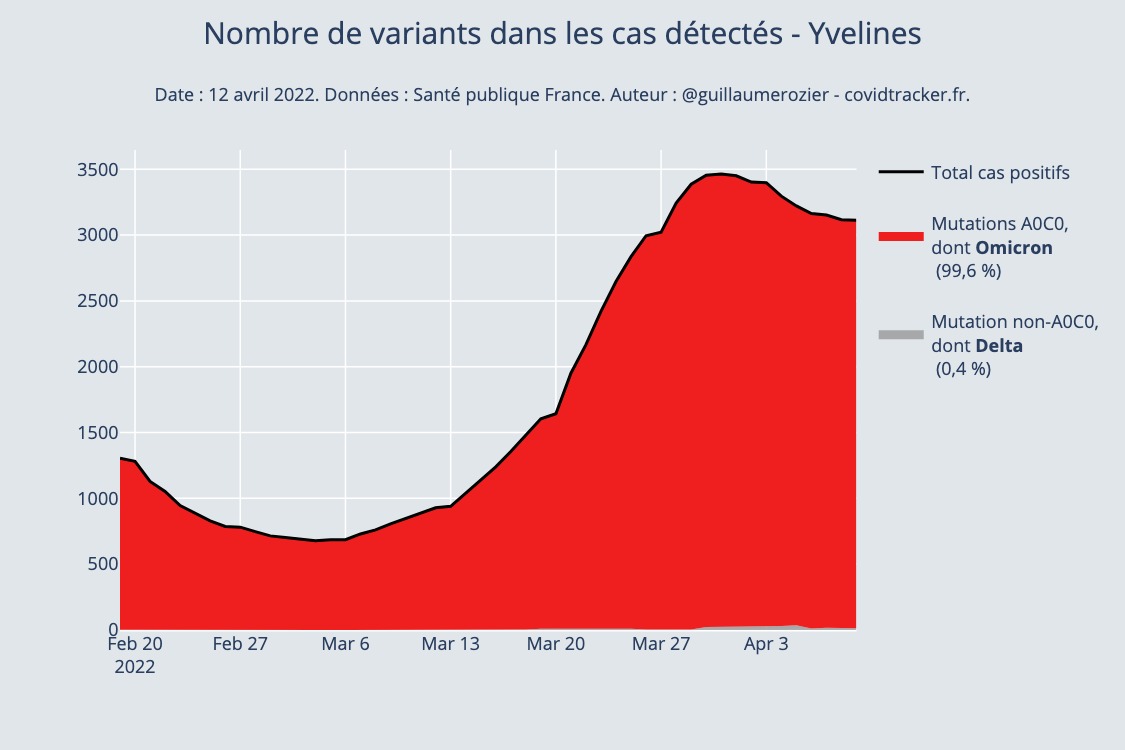 Nombre de variants dans les cas détectés - Yvelines
Date : 12 avril 2022. Données : Santé publique France. Auteur : @guillaumerozier - covidtracker.fr.
3500
3000
2500
2000
1500
1000
500
0
Feb 20
2022
Feb 27
Mar 6
Mar 13
Mar 20
Mar 27
Apr 3
Total cas positifs
Mutations A0C0,
dont Omicron
(99,6 %)
Mutation non-A0C0,
dont Delta
(0,4 %)